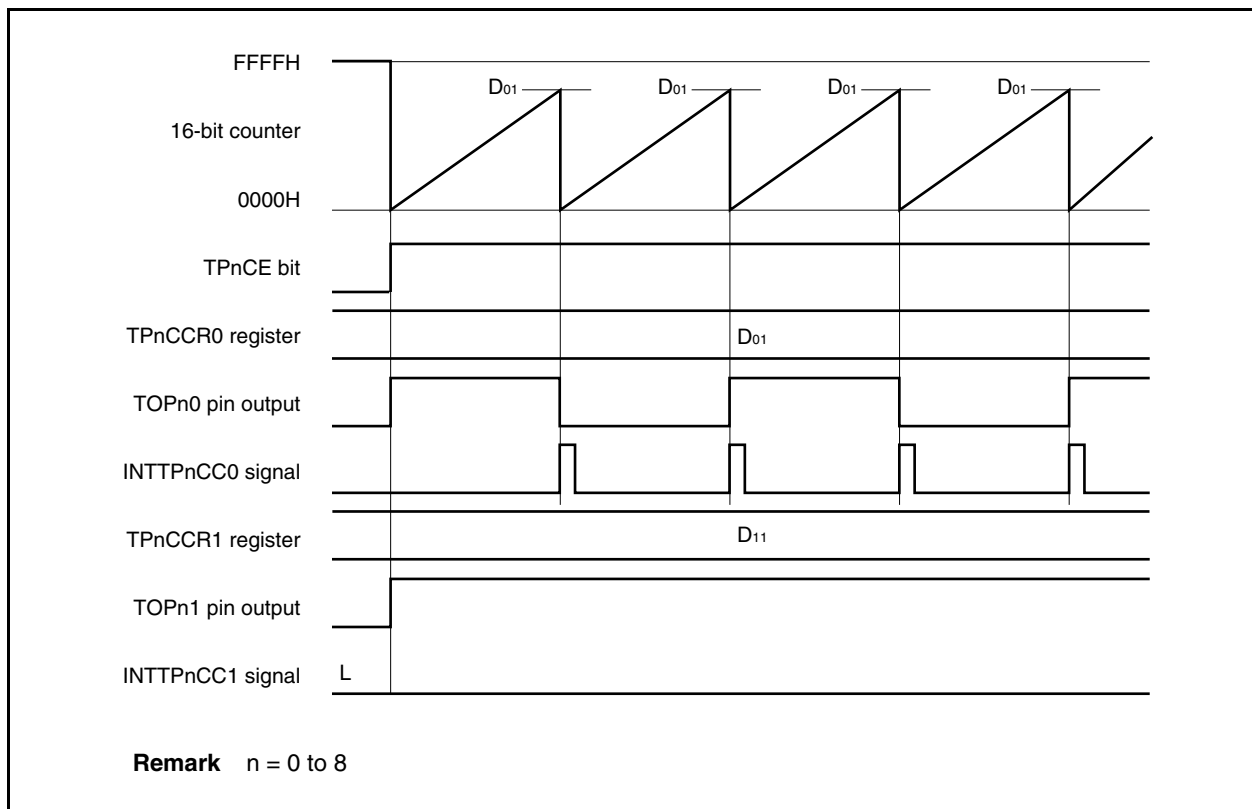 FFFFH
D01 D01 D01 D01
16-bit counter
0000H
TPnCE bit
TPnCCR0 register D01
TOPn0 pin output
INTTPnCC0 signal
TPnCCR1 register D11
TOPn1 pin output
INTTPnCC1 signal L
Remark n = 0 to 8